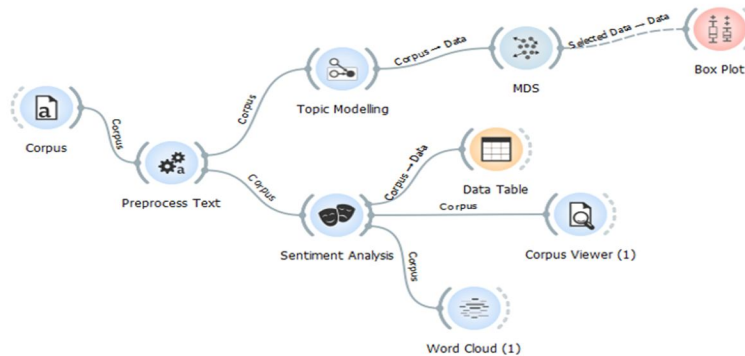 Corpus → Data
Selected Data → Data
Box Plot
MDS
Topic Modelling
Corpus
a
Corpus
Corpus
a
Preprocess Text
Corpus → Data
Data Table
Corpus
Sentiment Analysis
Corpus
Corpus Viewer (1)
Corpus
Word Cloud (1)